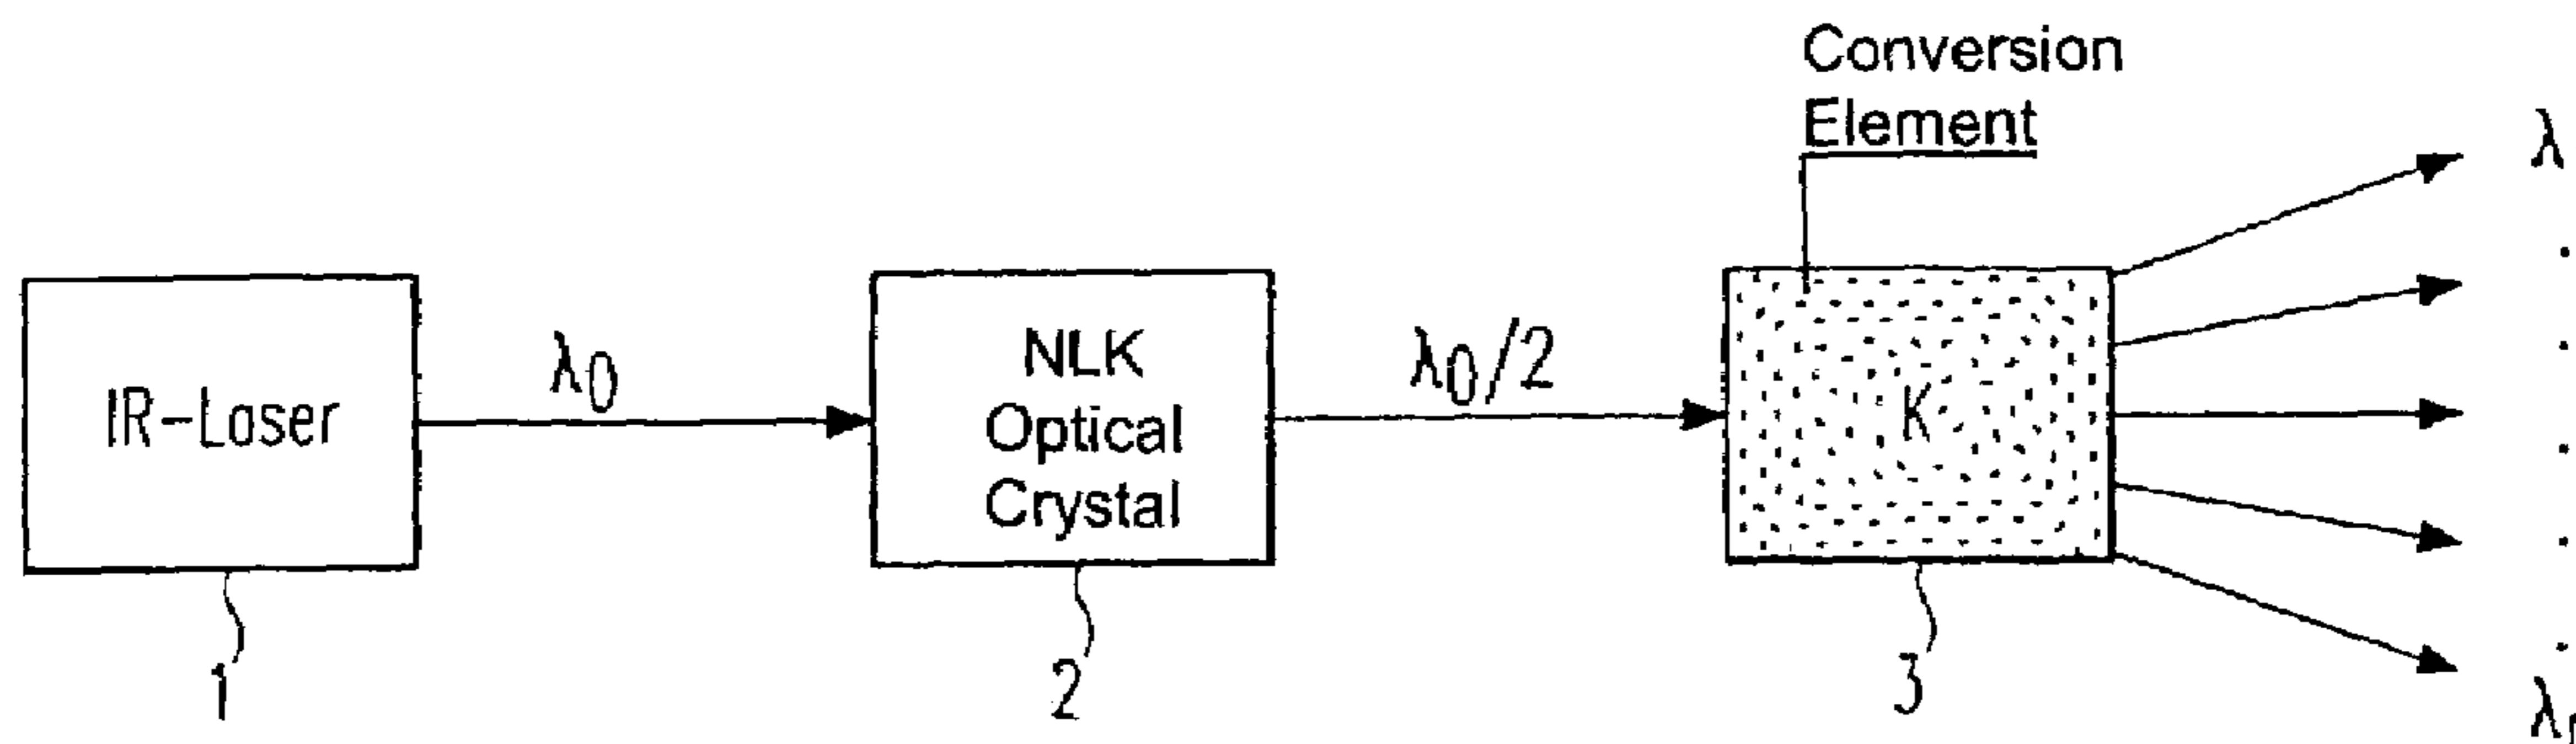 Conversion
Element
λ
IR-Laser
λ0
NLK
Optical
Crystal
λ0/2
K
1
2
3